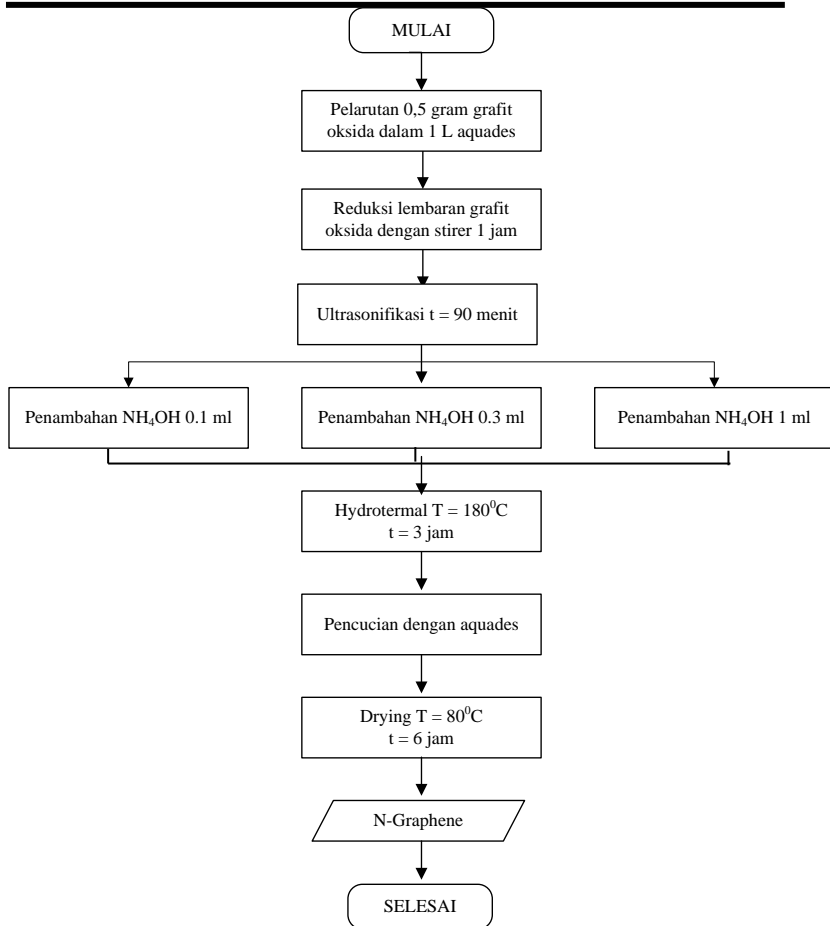 MULAI
Pelarutan 0,5 gram grafit
oksida dalam 1 L aquades
Reduksi lembaran grafit
oksida dengan stirer 1 jam
Ultrasonifikasi t = 90 menit
Penambahan NH₄OH 0.1 ml
Penambahan NH₄OH 0.3 ml
Penambahan NH₄OH 1 ml
Hydrotermal T = 180⁰C
t = 3 jam
Pencucian dengan aquades
Drying T = 80⁰C
t = 6 jam
N-Graphene
SELESAI